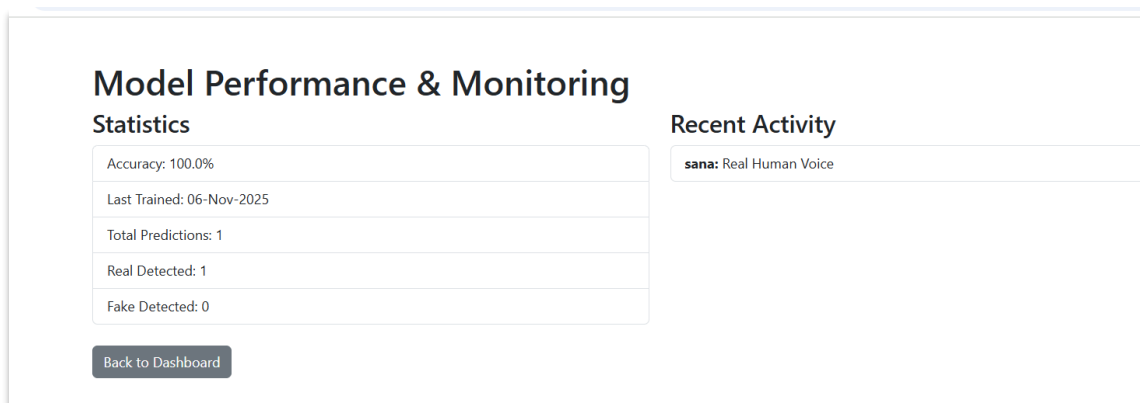 Model Performance & Monitoring
Statistics
Accuracy: 100.0%
Last Trained: 06-Nov-2025
Total Predictions: 1
Real Detected: 1
Fake Detected: 0
Back to Dashboard
Recent Activity
sana: Real Human Voice